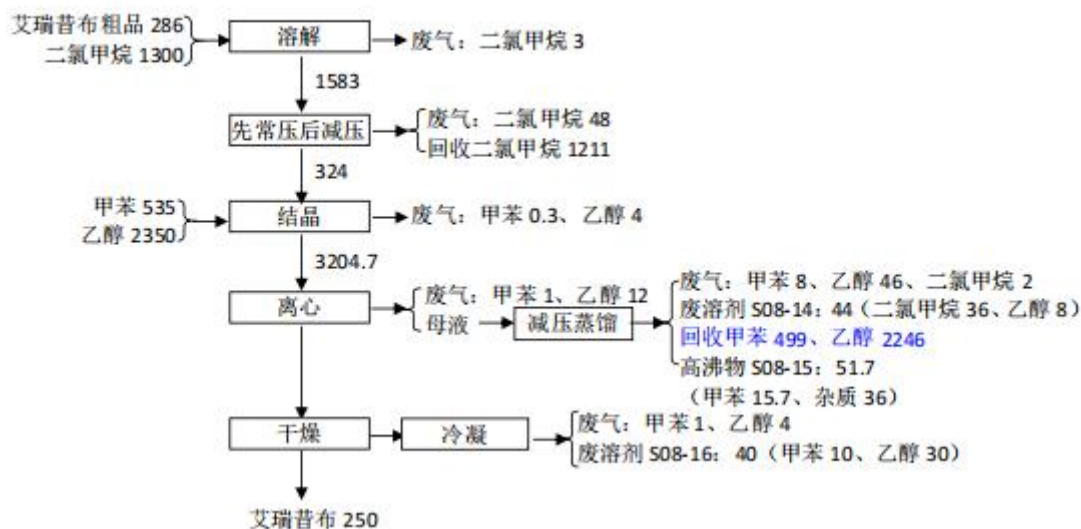 艾瑞昔布粗品 286
二氯甲烷 1300
溶解
废气：二氯甲烷 3
1583
先常压后减压
废气：二氯甲烷 48
回收二氯甲烷 1211
324
甲苯 535
乙醇 2350
结晶
废气：甲苯 0.3、乙醇 4
3204.7
离心
废气：甲苯 1、乙醇 12
母液
减压蒸馏
废气：甲苯 8、乙醇 46、二氯甲烷 2
废溶剂 S08-14：44（二氯甲烷 36、乙醇 8）
回收甲苯 499、乙醇 2246
高沸物 S08-15：51.7
（甲苯 15.7、杂质 36）
干燥
冷凝
废气：甲苯 1、乙醇 4
废溶剂 S08-16：40（甲苯 10、乙醇 30）
艾瑞昔布 250